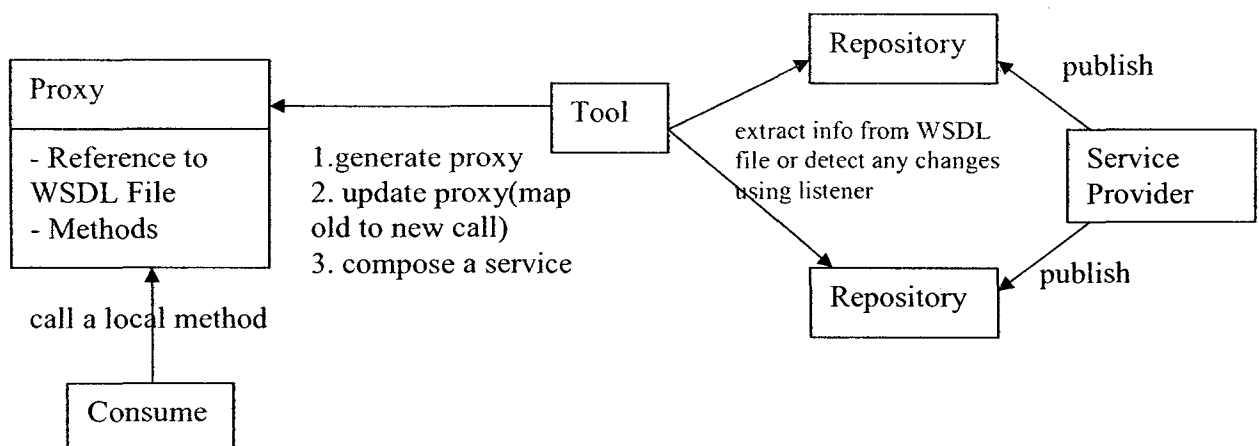 Proxy
- Reference to
WSDL File
- Methods
call a local method
Consume
1.generate proxy
2. update proxy(map
old to new call)
3. compose a service
Tool
Repository
extract info from WSDL
file or detect any changes
using listener
Repository
publish
Service
Provider
publish